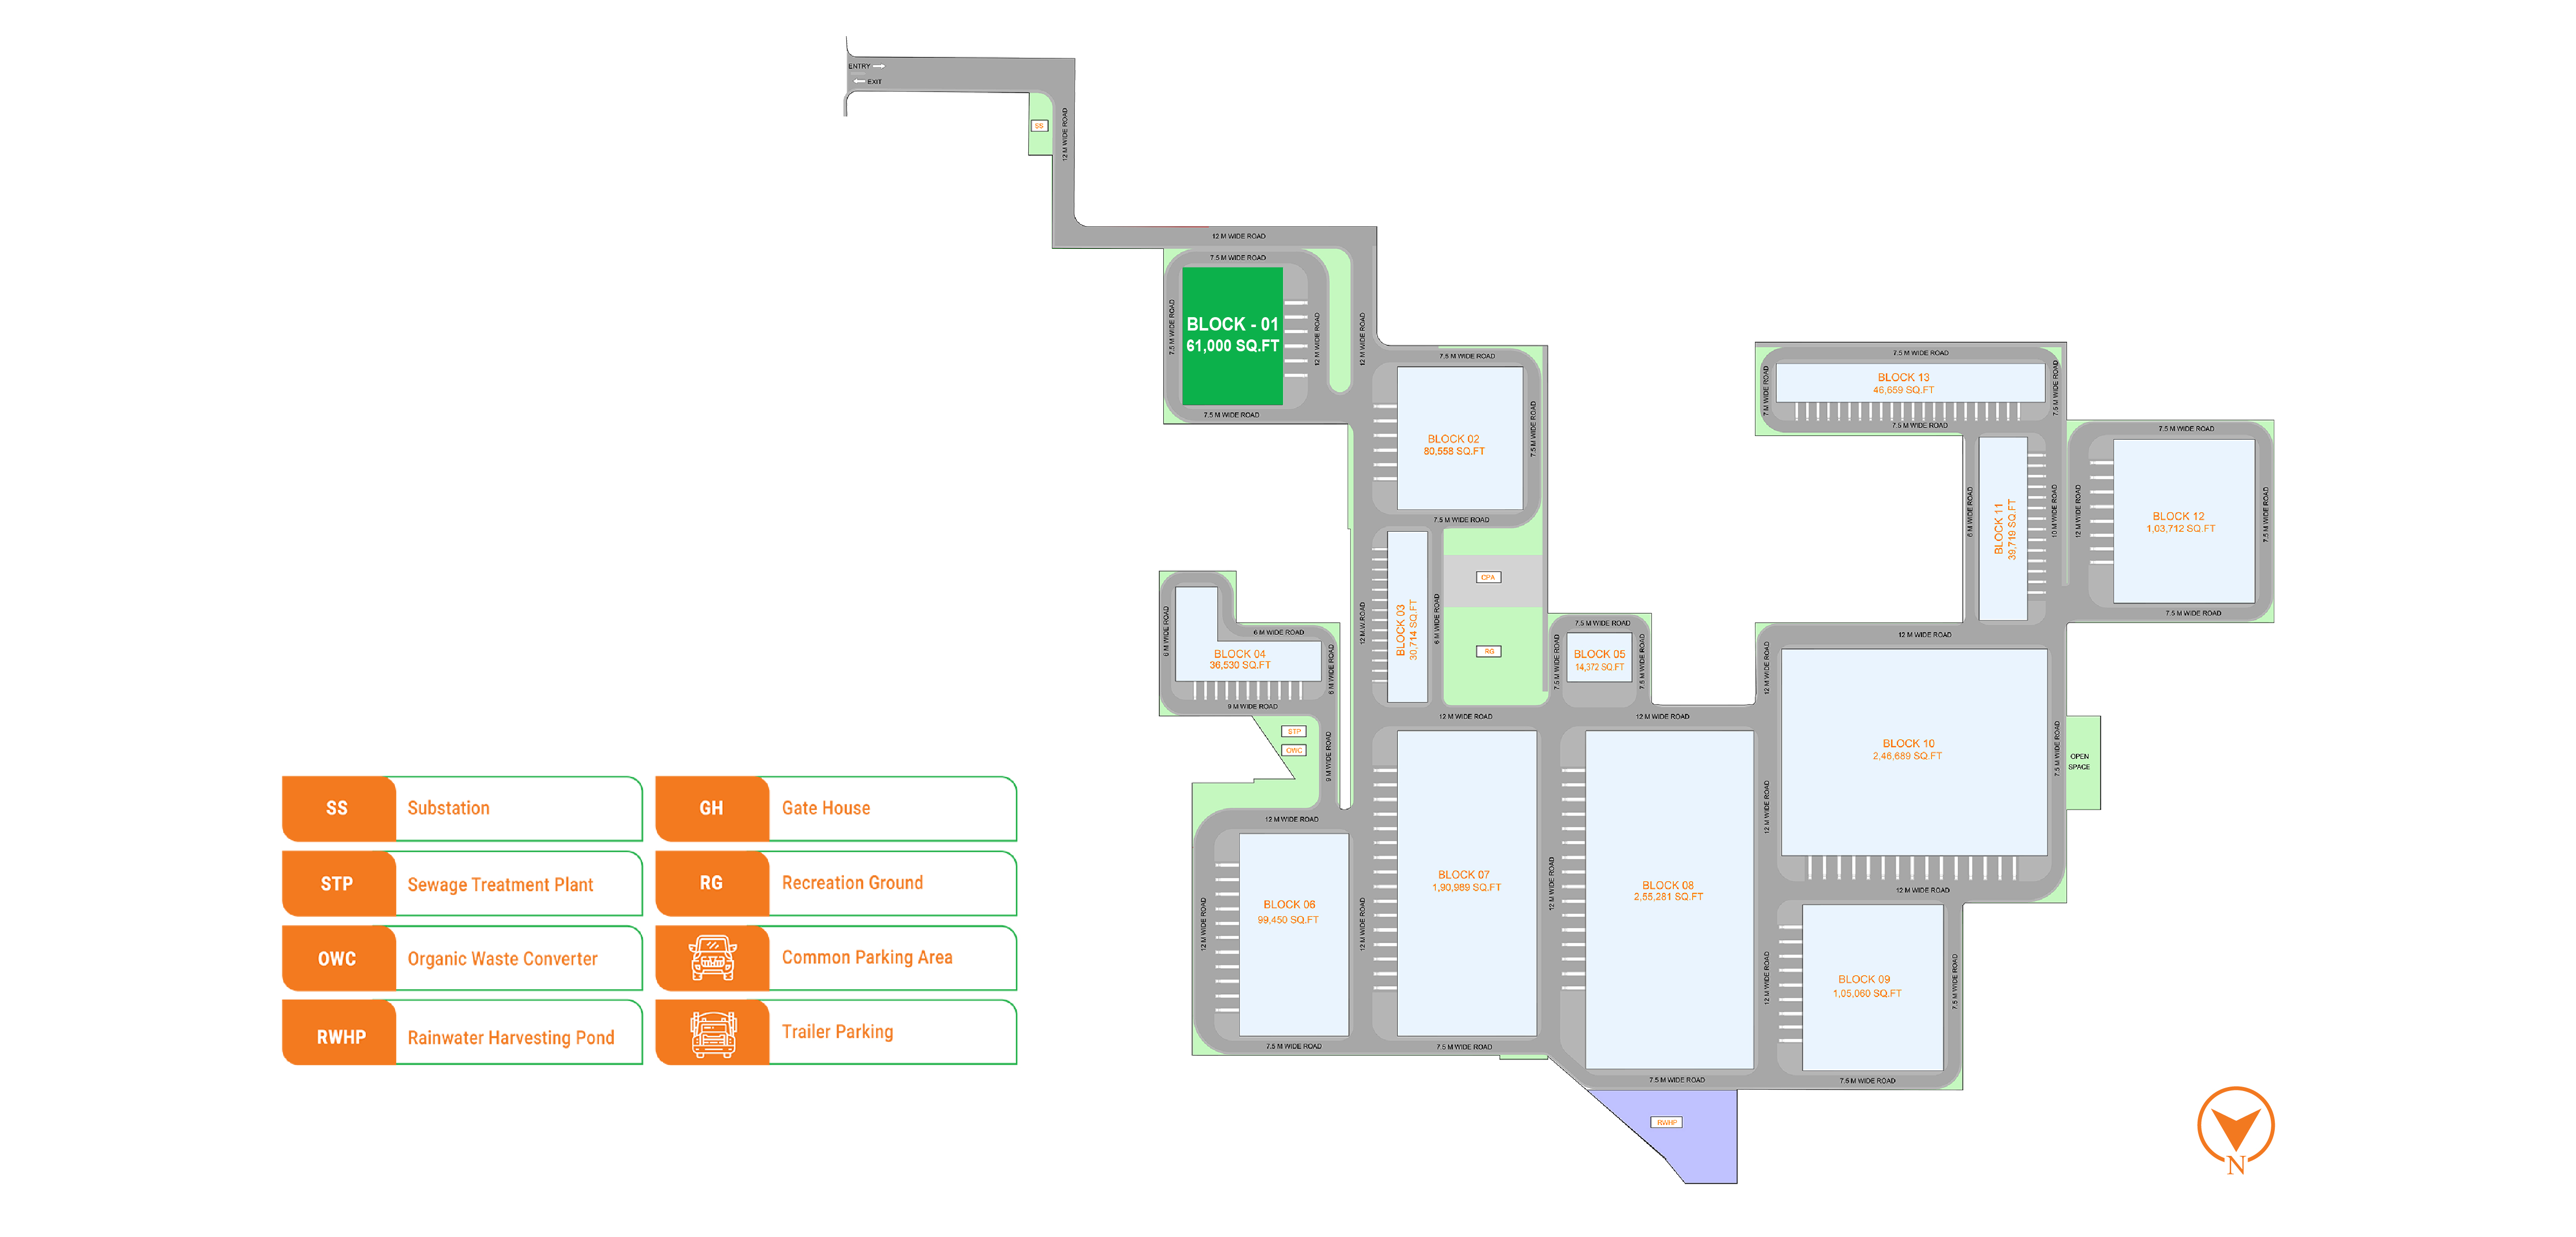 ENTRY
EXIT
SS
12 M WIDE ROAD
12 M WIDE ROAD
7.5 M WIDE ROAD
7.5 M WIDE ROAD
BLOCK - 01
61,000 SQ.FT
12 M WIDE ROAD
12 M WIDE ROAD
7.5 M WIDE ROAD
7.5 M WIDE ROAD
BLOCK 02
80,558 SQ.FT
7.5 M WIDE ROAD
7.5 M WIDE ROAD
7.5 M WIDE ROAD
7 M WIDE ROAD
BLOCK 13
46,659 SQ.FT
7.5 M WIDE ROAD
7.5 M WIDE ROAD
6 M WIDE ROAD
BLOCK 11
39,719 SQ.FT
10 M WIDE ROAD
12 M WIDE ROAD
7.5 M WIDE ROAD
BLOCK 12
1,03,712 SQ.FT
7.5 M WIDE ROAD
7.5 M WIDE ROAD
12 M.W.ROAD
BLOCK 03
30,714 SQ.FT
6 M WIDE ROAD
CPA
RG
6 M WIDE ROAD
6 M WIDE ROAD
BLOCK 04
36,530 SQ.FT
6 M WIDE ROAD
9 M WIDE ROAD
7.5 M WIDE ROAD
7.5 M WIDE ROAD
BLOCK 05
14,372 SQ.FT
7.5 M WIDE ROAD
12 M WIDE ROAD
12 M WIDE ROAD
12 M WIDE ROAD
12 M WIDE ROAD
STP
OWC
9 M WIDE ROAD
BLOCK 10
2,46,689 SQ.FT
7.5 M WIDE ROAD
OPEN
SPACE
12 M WIDE ROAD
12 M WIDE ROAD
12 M WIDE ROAD
12 M WIDE ROAD
BLOCK 06
99,450 SQ.FT
12 M WIDE ROAD
BLOCK 07
1,90,989 SQ.FT
12 M WIDE ROAD
BLOCK 08
2,55,281 SQ.FT
12 M WIDE ROAD
BLOCK 09
1,05,060 SQ.FT
7.5 M WIDE ROAD
7.5 M WIDE ROAD
7.5 M WIDE ROAD
7.5 M WIDE ROAD
7.5 M WIDE ROAD
RWHP
SS
Substation
GH
Gate House
STP
Sewage Treatment Plant
RG
Recreation Ground
OWC
Organic Waste Converter
Common Parking Area
RWHP
Rainwater Harvesting Pond
Trailer Parking
N